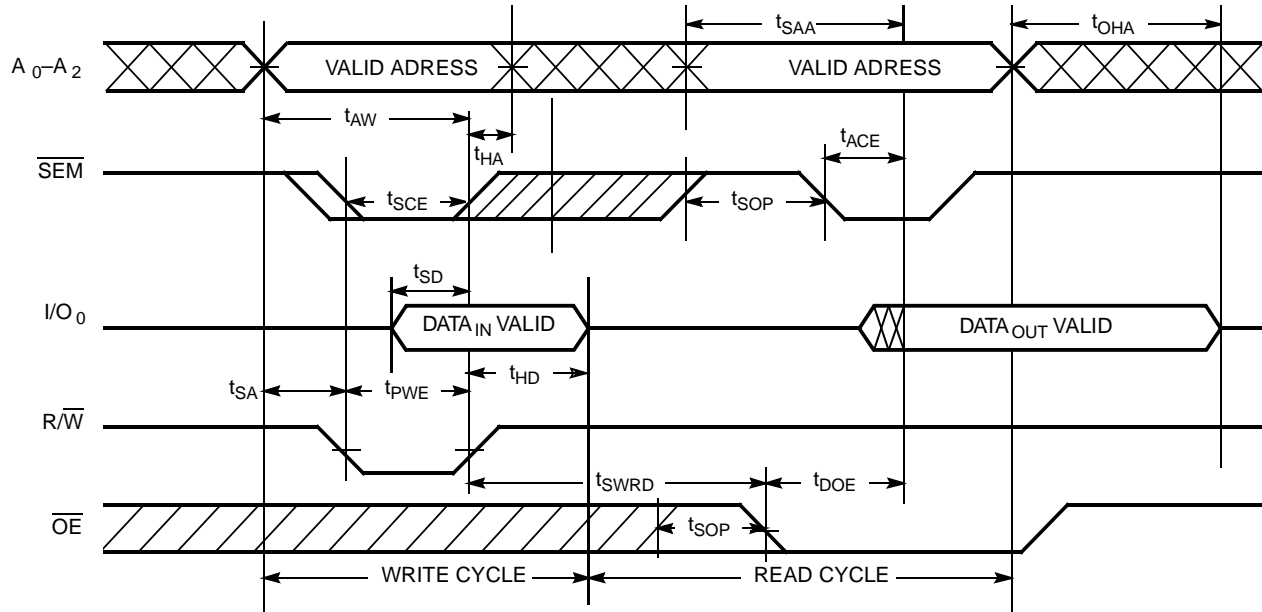 tSAA
tOHA
A0–A2
VALID ADRESS
VALID ADRESS
tAW
tHA
tACE
SEM
tSCE
tSOP
tSD
I/O0
DATAIN VALID
DATAOUT VALID
tSA
tPWE
tHD
R/W
tSWRD
tDOE
OE
tSOP
WRITE CYCLE
READ CYCLE